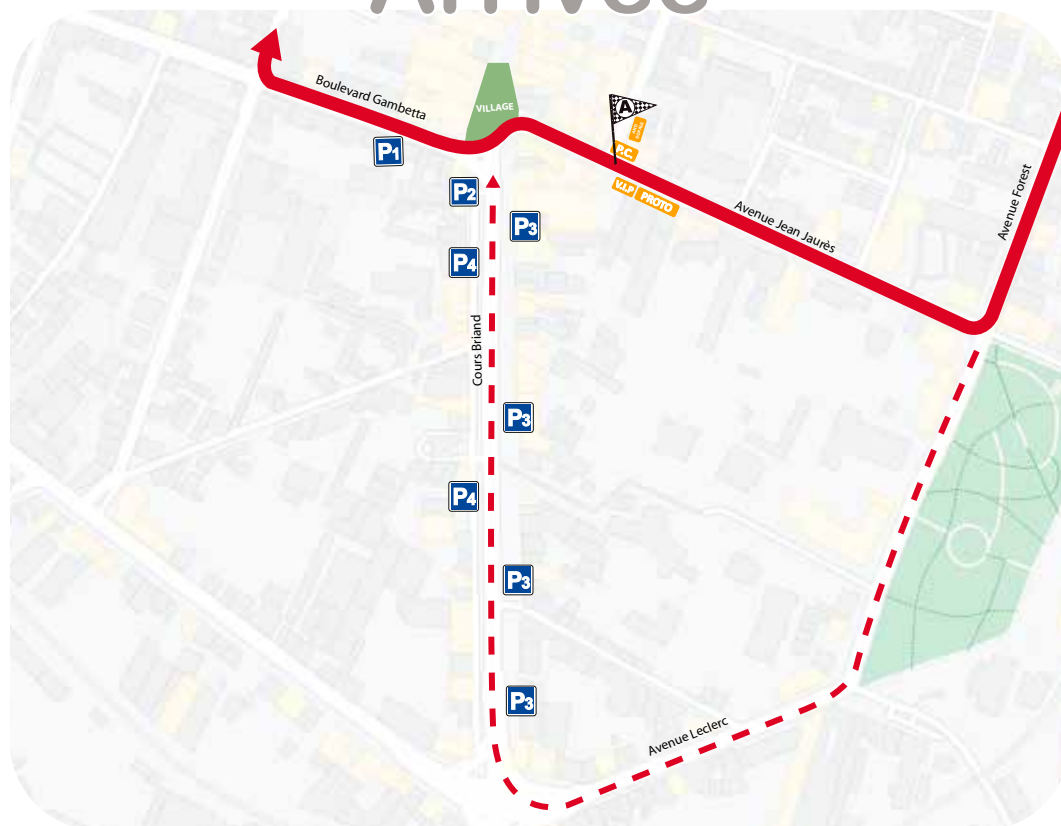 Arrivée
Boulevard Gambetta
VILLAGE
A
P.C.
V.I.P PROTO
P1
P2
P3
P4
Avenue Jean Jaurès
Avenue Forest
Cours Briand
P3
P4
P3
P3
Avenue Leclerc